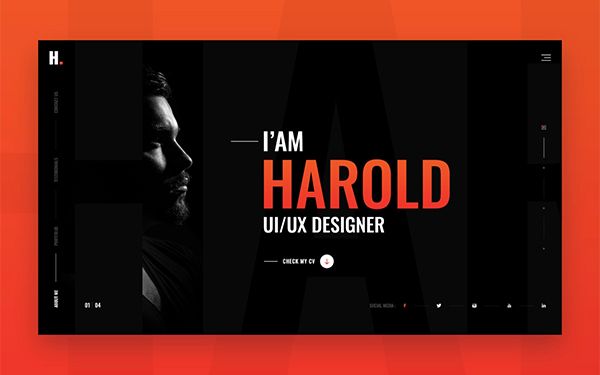 H.
CONTACT US
TESTIMONIALS
PORTFOLIO
ABOUT ME
I'AM
HAROLD
UI/UX DESIGNER
CHECK MY CV
01
04
SOCIAL MEDIA :